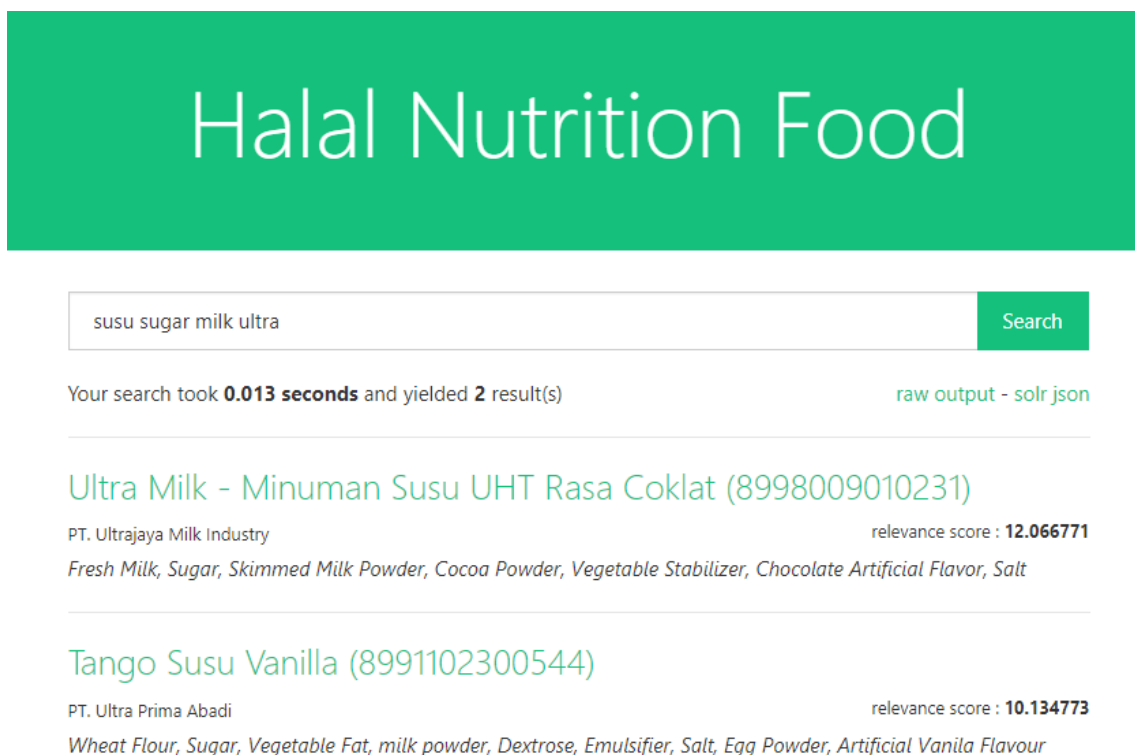 Halal Nutrition Food
susu sugar milk ultra
Search
Your search took 0.013 seconds and yielded 2 result(s)
raw output - solr json
Ultra Milk - Minuman Susu UHT Rasa Coklat (8998009010231)
PT. Ultrajaya Milk Industry
relevance score : 12.066771
Fresh Milk, Sugar, Skimmed Milk Powder, Cocoa Powder, Vegetable Stabilizer, Chocolate Artificial Flavor, Salt
Tango Susu Vanilla (8991102300544)
PT. Ultra Prima Abadi
relevance score : 10.134773
Wheat Flour, Sugar, Vegetable Fat, milk powder, Dextrose, Emulsifier, Salt, Egg Powder, Artificial Vanila Flavour